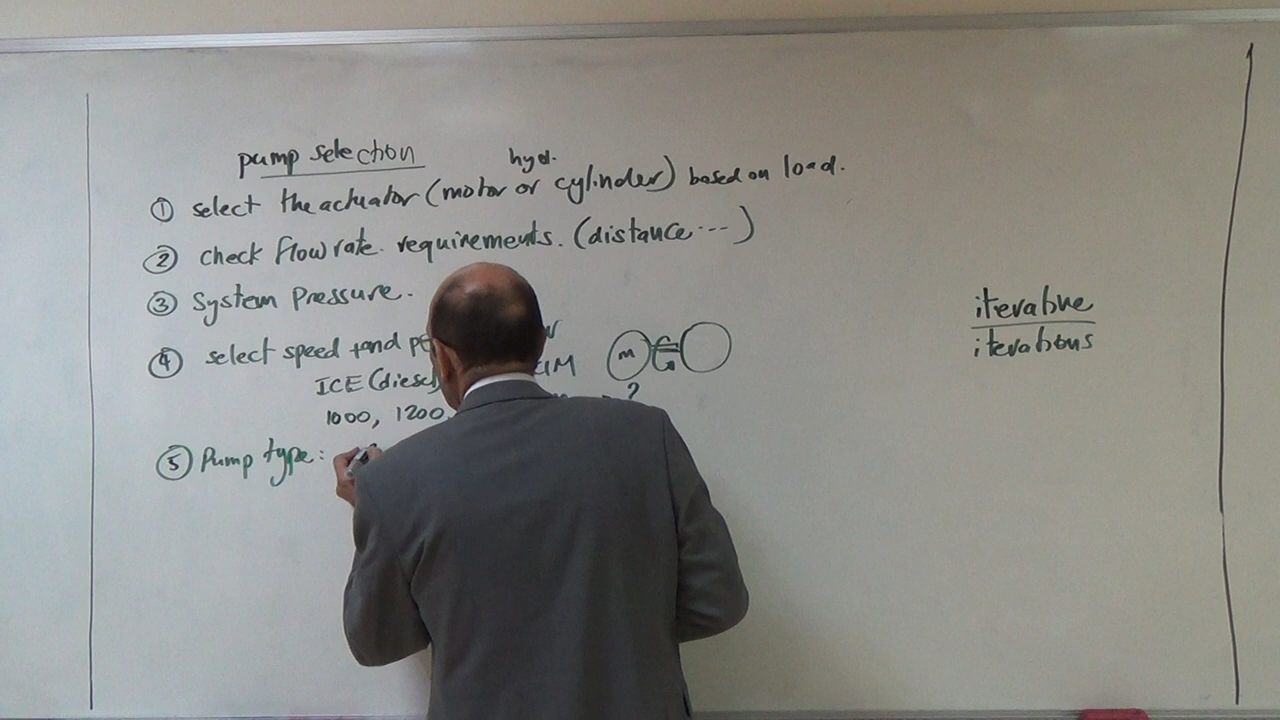 pump selection
hyd.
① select the actuator (motor or cylinder) based on load.
② check flow rate. requirements. (distance ---)
③ System Pressure.
④ select speed and
m
ICE (diesel
1000, 1200,
?
⑤ Pump type:
iterative
iterations